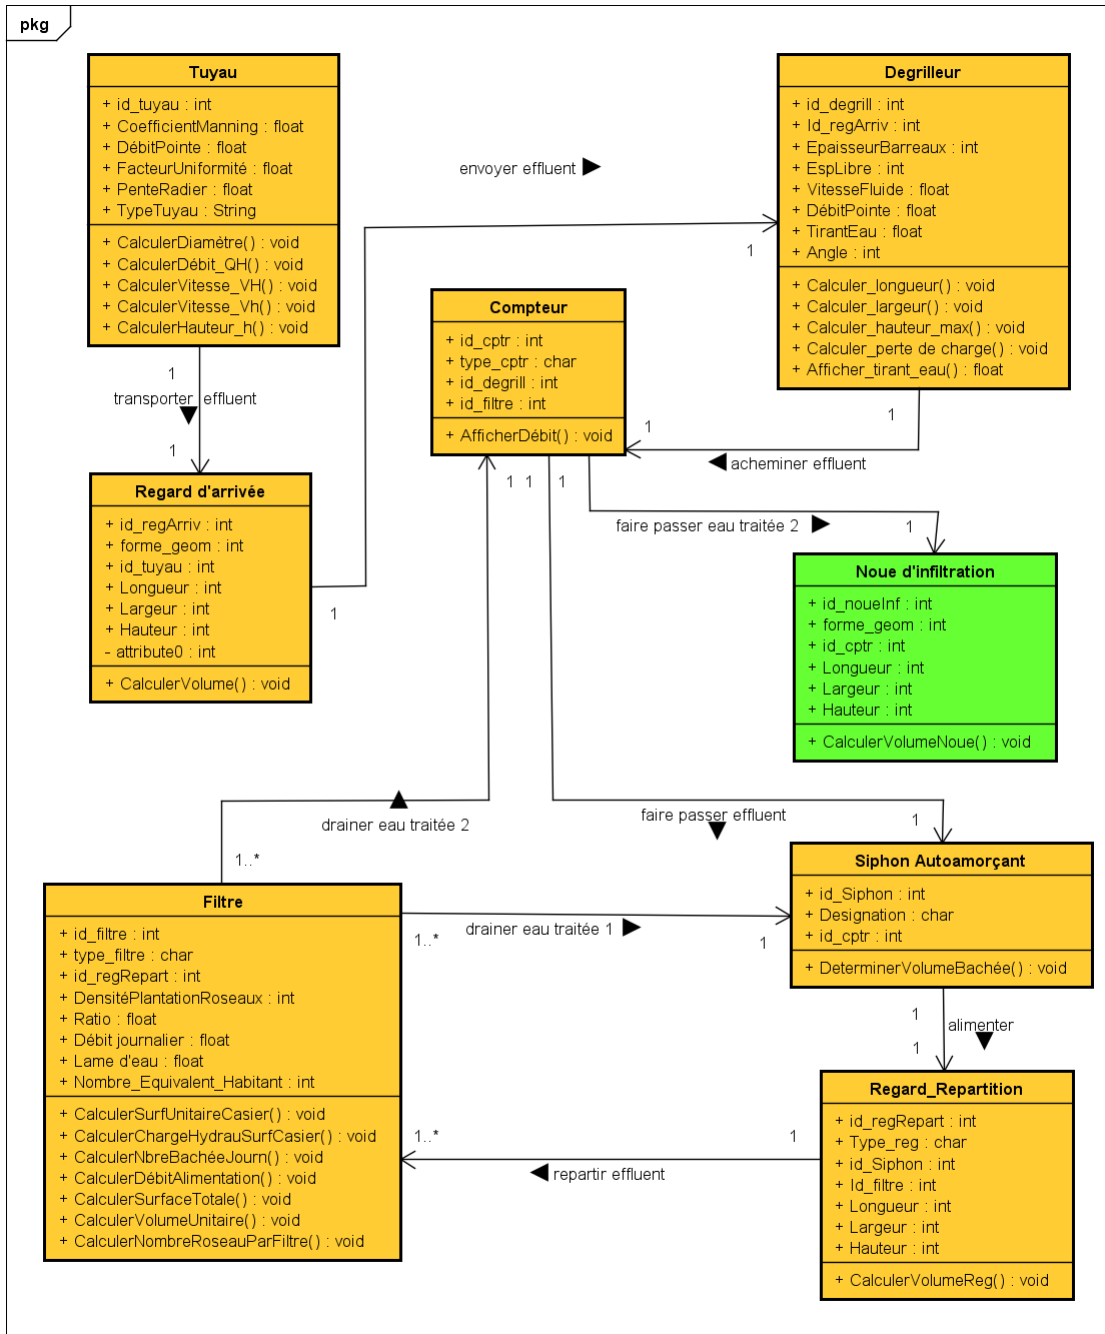 pkg
Tuyau
+ id_tuyau : int
+ CoefficientManning : float
+ DébitPointe : float
+ FacteurUniformité : float
+ PenteRadier : float
+ TypeTuyau : String
+ CalculerDiamètre() : void
+ CalculerDébit_QH() : void
+ CalculerVitesse_VH() : void
+ CalculerVitesse_Vh() : void
+ CalculerHauteur_h() : void
Degrilleur
+ id_degrill : int
+ Id_regArriv : int
+ EpaisseurBarreaux : int
+ EspLibre : int
+ VitesseFluide : float
+ DébitPointe : float
+ TirantEau : float
+ Angle : int
+ Calculer_longueur() : void
+ Calculer_largeur() : void
+ Calculer_hauteur_max() : void
+ Calculer_perte de charge() : void
+ Afficher_tirant_eau() : float
envoyer effluent
1
Compteur
+ id_cptr : int
+ type_cptr : char
+ id_degrill : int
+ id_filtre : int
+ AfficherDébit() : void
1
transporter effluent
1
1
1
acheminer effluent
Regard d'arrivée
+ id_regArriv : int
+ forme_geom : int
+ id_tuyau : int
+ Longueur : int
+ Largeur : int
+ Hauteur : int
- attribute0 : int
+ CalculerVolume() : void
1
1 1 1
faire passer eau traitée 2
1
Noue d'infiltration
+ id_noueInf : int
+ forme_geom : int
+ id_cptr : int
+ Longueur : int
+ Largeur : int
+ Hauteur : int
+ CalculerVolumeNoue() : void
drainer eau traitée 2
1..*
faire passer effluent
1
Siphon Autoamorçant
+ id_Siphon : int
+ Designation : char
+ id_cptr : int
+ DeterminerVolumeBachée() : void
Filtre
+ id_filtre : int
+ type_filtre : char
+ id_regRepart : int
+ DensitéPlantationRoseaux : int
+ Ratio : float
+ Débit journalier : float
+ Lame d'eau : float
+ Nombre_Equivalent_Habitant : int
+ CalculerSurfUnitaireCasier() : void
+ CalculerChargeHydrauSurfCasier() : void
+ CalculerNbreBachéeJourn() : void
+ CalculerDébitAlimentation() : void
+ CalculerSurfaceTotale() : void
+ CalculerVolumeUnitaire() : void
+ CalculerNombreRoseauParFiltre() : void
1..*
drainer eau traitée 1
1
1
alimenter
1
Regard_Repartition
+ id_regRepart : int
+ Type_reg : char
+ id_Siphon : int
+ Id_filtre : int
+ Longueur : int
+ Largeur : int
+ Hauteur : int
+ CalculerVolumeReg() : void
1..*
1
repartir effluent